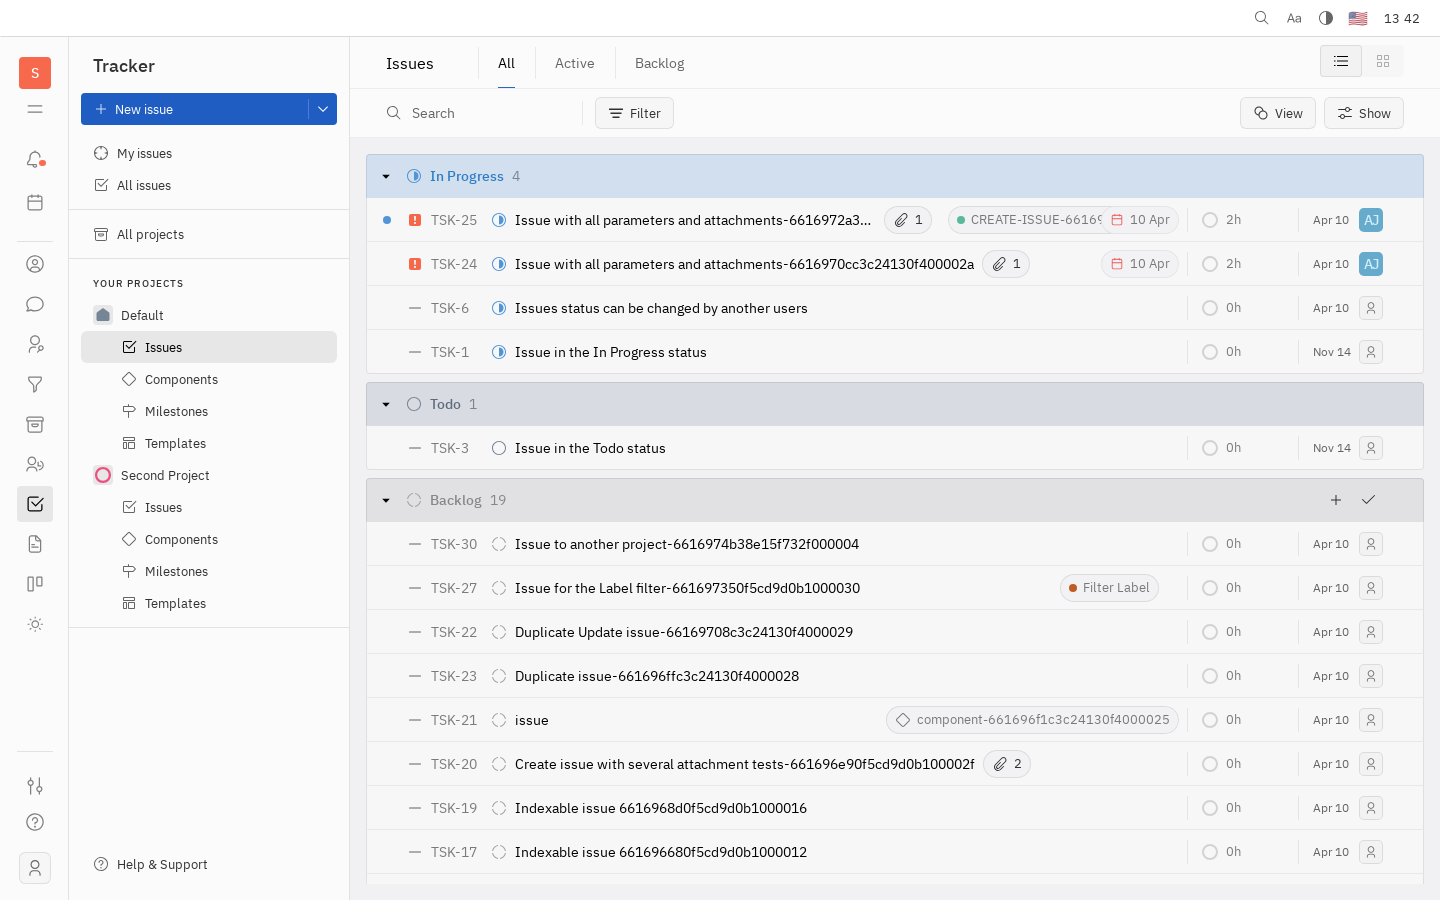 Aa
13 42
S
Tracker
New issue
My issues
All issues
All projects
YOUR PROJECTS
Default
Issues
Components
Milestones
Templates
Second Project
Issues
Components
Milestones
Templates
Help & Support
Issues
All
Active
Backlog
Search
Filter
View
Show
In Progress 4
TSK-25 Issue with all parameters and attachments-6616972a3... 1 CREATE-ISSUE-66169 10 Apr 2h Apr 10 AJ
TSK-24 Issue with all parameters and attachments-6616970cc3c24130f400002a 1 10 Apr 2h Apr 10 AJ
TSK-6 Issues status can be changed by another users 0h Apr 10
TSK-1 Issue in the In Progress status 0h Nov 14
Todo 1
TSK-3 Issue in the Todo status 0h Nov 14
Backlog 19
TSK-30 Issue to another project-6616974b38e15f732f000004 0h Apr 10
TSK-27 Issue for the Label filter-661697350f5cd9d0b1000030 Filter Label 0h Apr 10
TSK-22 Duplicate Update issue-66169708c3c24130f4000029 0h Apr 10
TSK-23 Duplicate issue-661696ffc3c24130f4000028 0h Apr 10
TSK-21 issue component-661696f1c3c24130f4000025 0h Apr 10
TSK-20 Create issue with several attachment tests-661696e90f5cd9d0b100002f 2 0h Apr 10
TSK-19 Indexable issue 6616968d0f5cd9d0b1000016 0h Apr 10
TSK-17 Indexable issue 661696680f5cd9d0b1000012 0h Apr 10